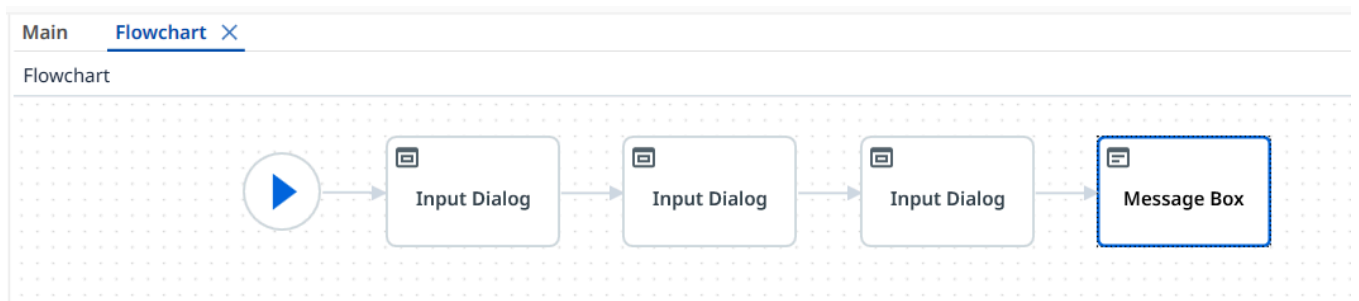 Main Flowchart
Flowchart
Input Dialog Input Dialog Input Dialog Message Box